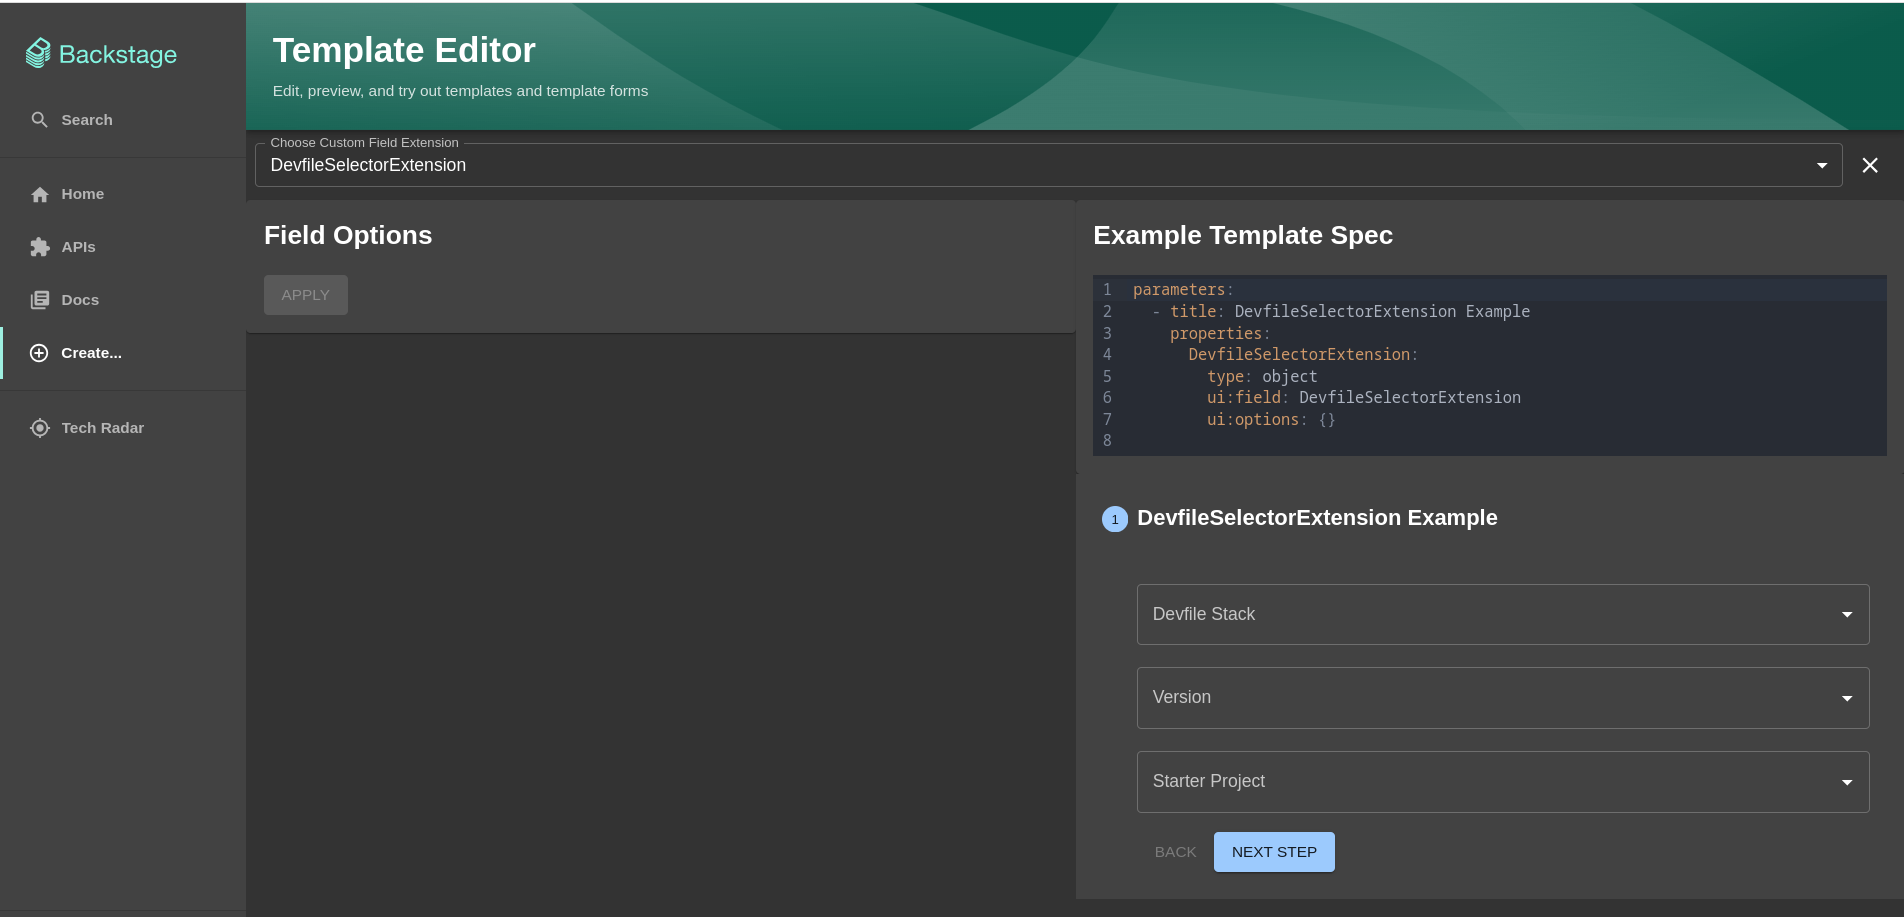 Backstage
Search
Home
APIs
Docs
Create...
Tech Radar
Template Editor
Edit, preview, and try out templates and template forms
Choose Custom Field Extension
DevfileSelectorExtension
Field Options
APPLY
Example Template Spec
1 parameters:
2   - title: DevfileSelectorExtension Example
3     properties:
4       DevfileSelectorExtension:
5         type: object
6         ui:field: DevfileSelectorExtension
7         ui:options: {}
8
1 DevfileSelectorExtension Example
Devfile Stack
Version
Starter Project
BACK NEXT STEP